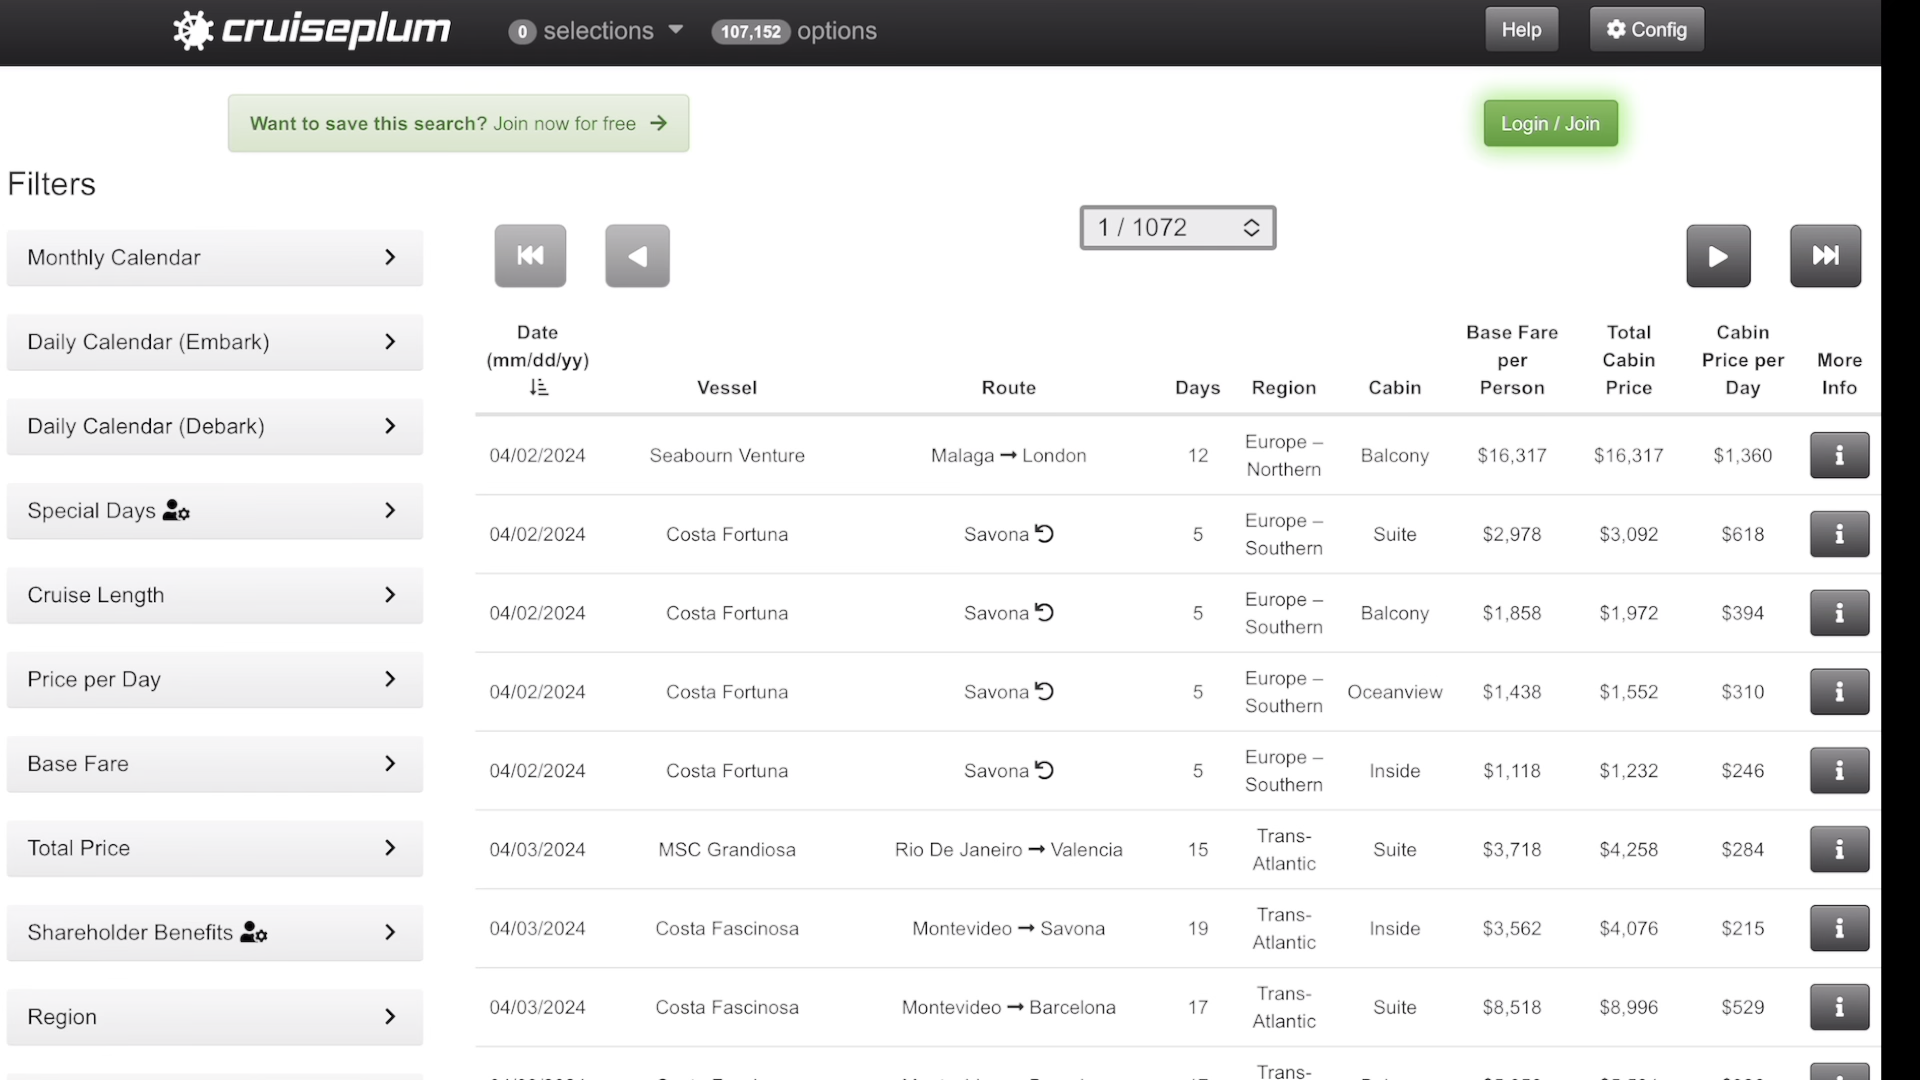 cruiseplum
0 selections
107,152 options
Help
Config
Want to save this search? Join now for free
Login / Join
Filters
1 / 1072
Monthly Calendar
Daily Calendar (Embark)
Daily Calendar (Debark)
Special Days
Cruise Length
Price per Day
Base Fare
Total Price
Shareholder Benefits
Region
Date
(mm/dd/yy)
Vessel
Route
Days
Region
Cabin
Base Fare
per
Person
Total
Cabin
Price
Cabin
Price per
Day
More
Info
04/02/2024 Seabourn Venture Malaga → London 12 Europe – Northern Balcony $16,317 $16,317 $1,360
04/02/2024 Costa Fortuna Savona 5 Europe – Southern Suite $2,978 $3,092 $618
04/02/2024 Costa Fortuna Savona 5 Europe – Southern Balcony $1,858 $1,972 $394
04/02/2024 Costa Fortuna Savona 5 Europe – Southern Oceanview $1,438 $1,552 $310
04/02/2024 Costa Fortuna Savona 5 Europe – Southern Inside $1,118 $1,232 $246
04/03/2024 MSC Grandiosa Rio De Janeiro → Valencia 15 Trans-Atlantic Suite $3,718 $4,258 $284
04/03/2024 Costa Fascinosa Montevideo → Savona 19 Trans-Atlantic Inside $3,562 $4,076 $215
04/03/2024 Costa Fascinosa Montevideo → Barcelona 17 Trans-Atlantic Suite $8,518 $8,996 $529
Trans-